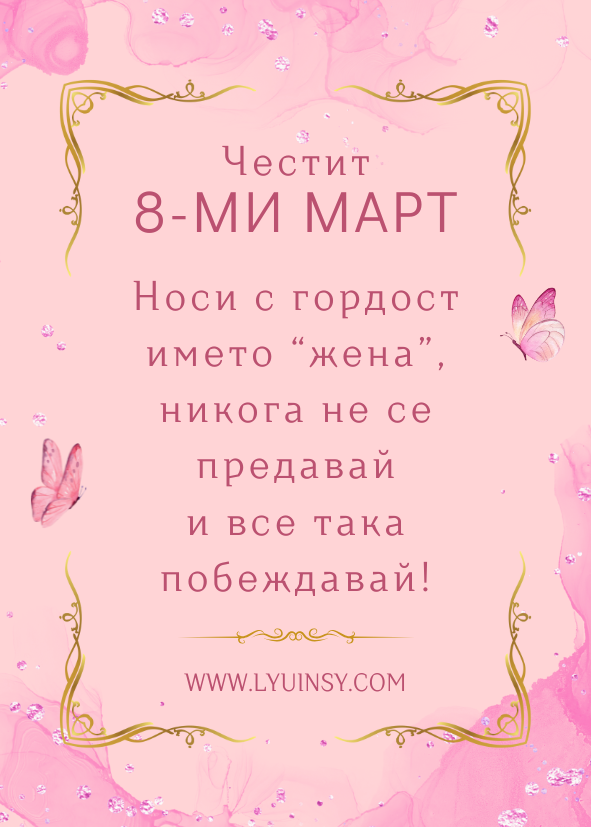 Честит
8-МИ МАРТ
Носи с гордост
името “жена”,
никога не се
предавай
и все така
побеждавай!
WWW.LYUINSY.COM